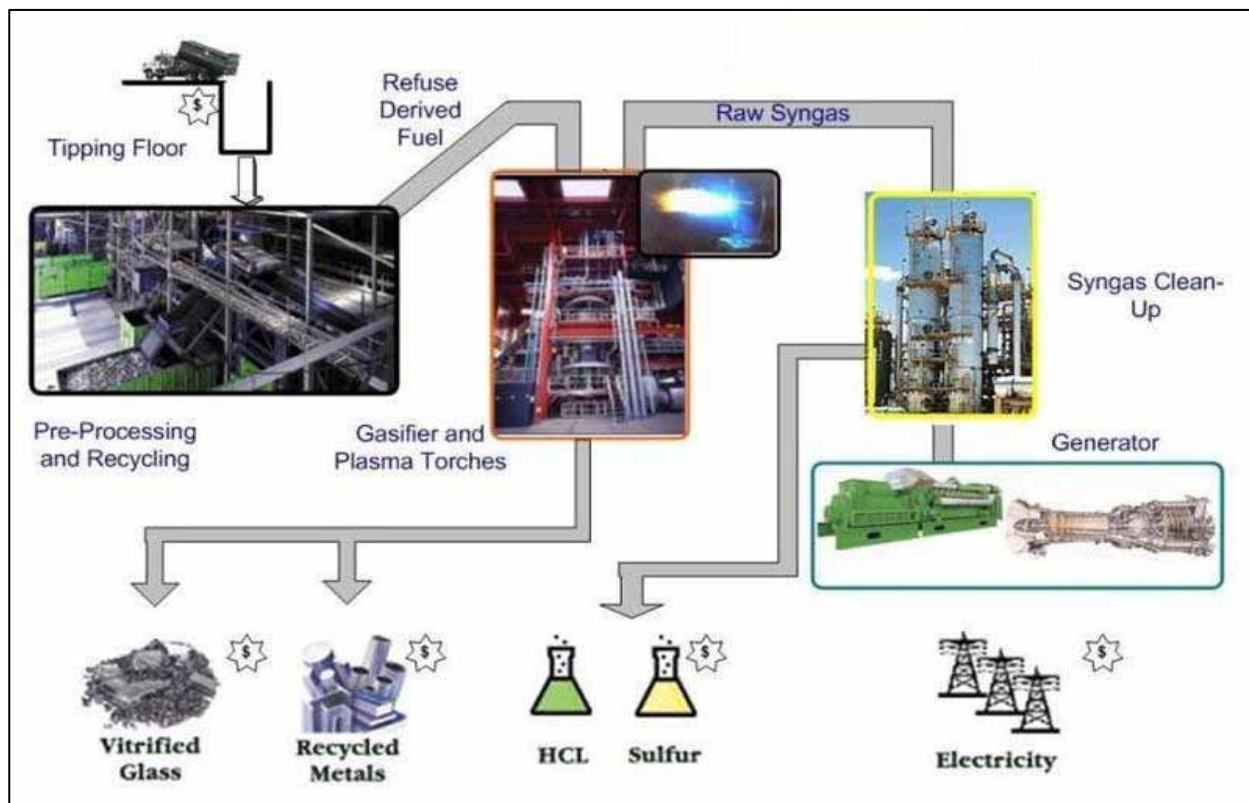 $
Tipping Floor
Refuse
Derived
Fuel
Raw Syngas
Syngas Clean-
Up
Pre-Processing
and Recycling
Gasifier and
Plasma Torches
Generator
$
$
$
$
Vitrified
Glass
Recycled
Metals
HCL
Sulfur
Electricity